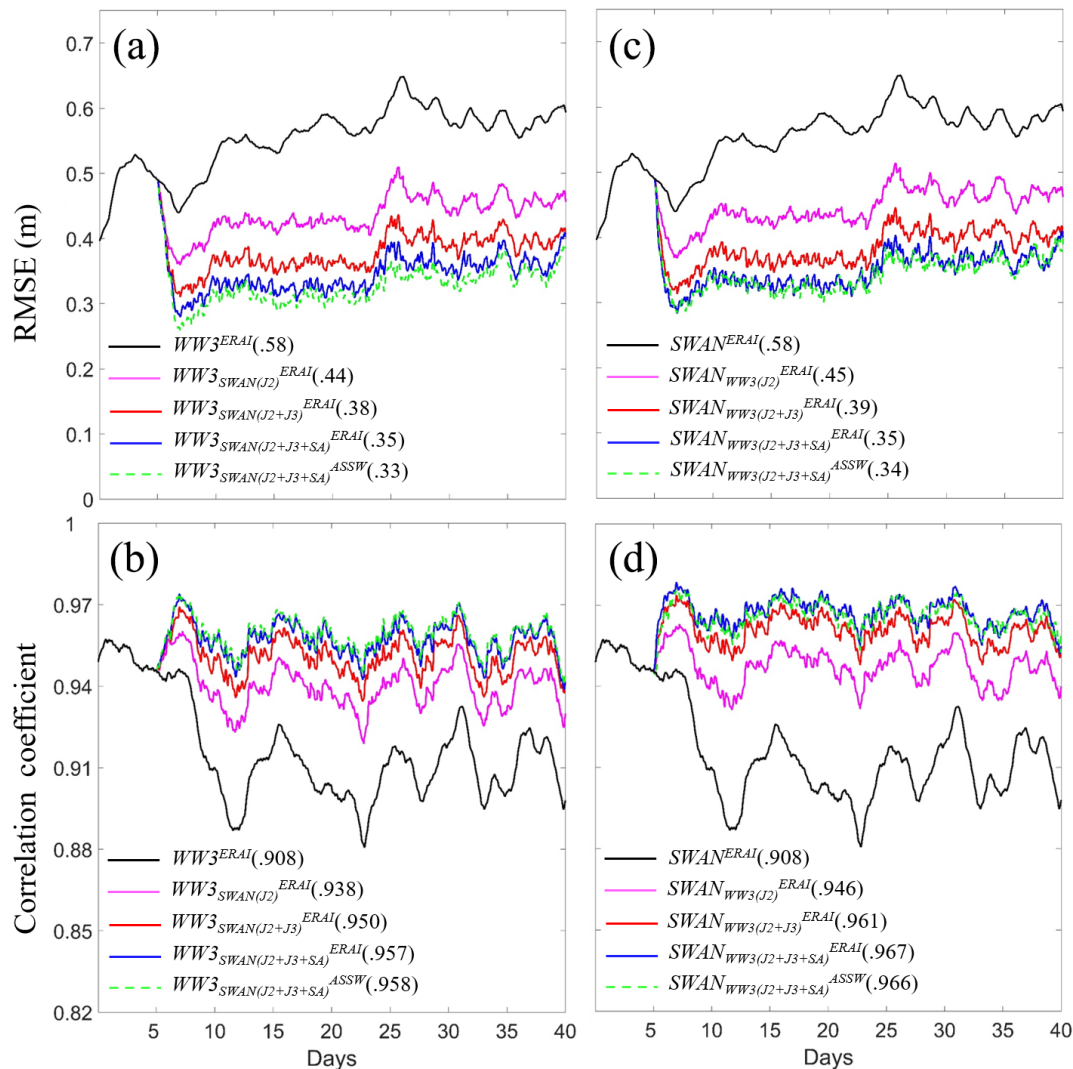 (a)
RMSE (m)
0.7
0.6
0.5
0.4
0.3
0.2
0.1
0
WW3^ERAI(.58)
WW3_SWAN(J2)^ERAI(.44)
WW3_SWAN(J2+J3)^ERAI(.38)
WW3_SWAN(J2+J3+SA)^ERAI(.35)
WW3_SWAN(J2+J3+SA)^ASSW(.33)
(c)
SWAN^ERAI(.58)
SWAN_WW3(J2)^ERAI(.45)
SWAN_WW3(J2+J3)^ERAI(.39)
SWAN_WW3(J2+J3+SA)^ERAI(.35)
SWAN_WW3(J2+J3+SA)^ASSW(.34)
(b)
Correlation coefficient
1
0.97
0.94
0.91
0.88
0.85
0.82
WW3^ERAI(.908)
WW3_SWAN(J2)^ERAI(.938)
WW3_SWAN(J2+J3)^ERAI(.950)
WW3_SWAN(J2+J3+SA)^ERAI(.957)
WW3_SWAN(J2+J3+SA)^ASSW(.958)
5 10 15 20 25 30 35 40
Days
(d)
SWAN^ERAI(.908)
SWAN_WW3(J2)^ERAI(.946)
SWAN_WW3(J2+J3)^ERAI(.961)
SWAN_WW3(J2+J3+SA)^ERAI(.967)
SWAN_WW3(J2+J3+SA)^ASSW(.966)
5 10 15 20 25 30 35 40
Days